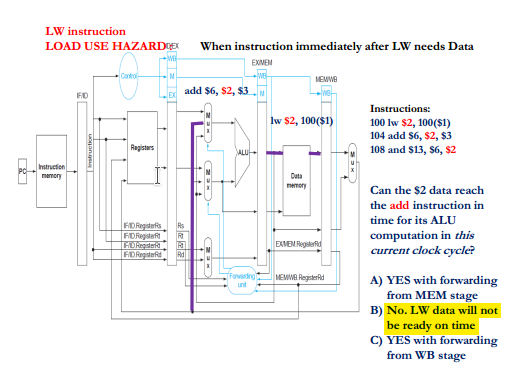 LW instruction
LOAD USE HAZARD
ID/EX
When instruction immediately after LW needs Data
WB
EX/MEM
Control
M
WB
MEM/WB
IF/ID
EX
add $6, $2, $3
M
WB
lw $2, 100($1)
Mux
Instruction
Registers
ALU
Mux
PC
Instruction
memory
Mux
Data
memory
IF/ID.RegisterRs
Rs
IF/ID.RegisterRt
Rt
IF/ID.RegisterRt
Rt
IF/ID.RegisterRd
Rd
Mux
EX/MEM.RegisterRd
Forwarding
unit
MEM/WB.RegisterRd
Instructions:
100 lw $2, 100($1)
104 add $6, $2, $3
108 and $13, $6, $2
Can the $2 data reach
the add instruction in
time for its ALU
computation in this
current clock cycle?
A) YES with forwarding
from MEM stage
B) No. LW data will not
be ready on time
C) YES with forwarding
from WB stage